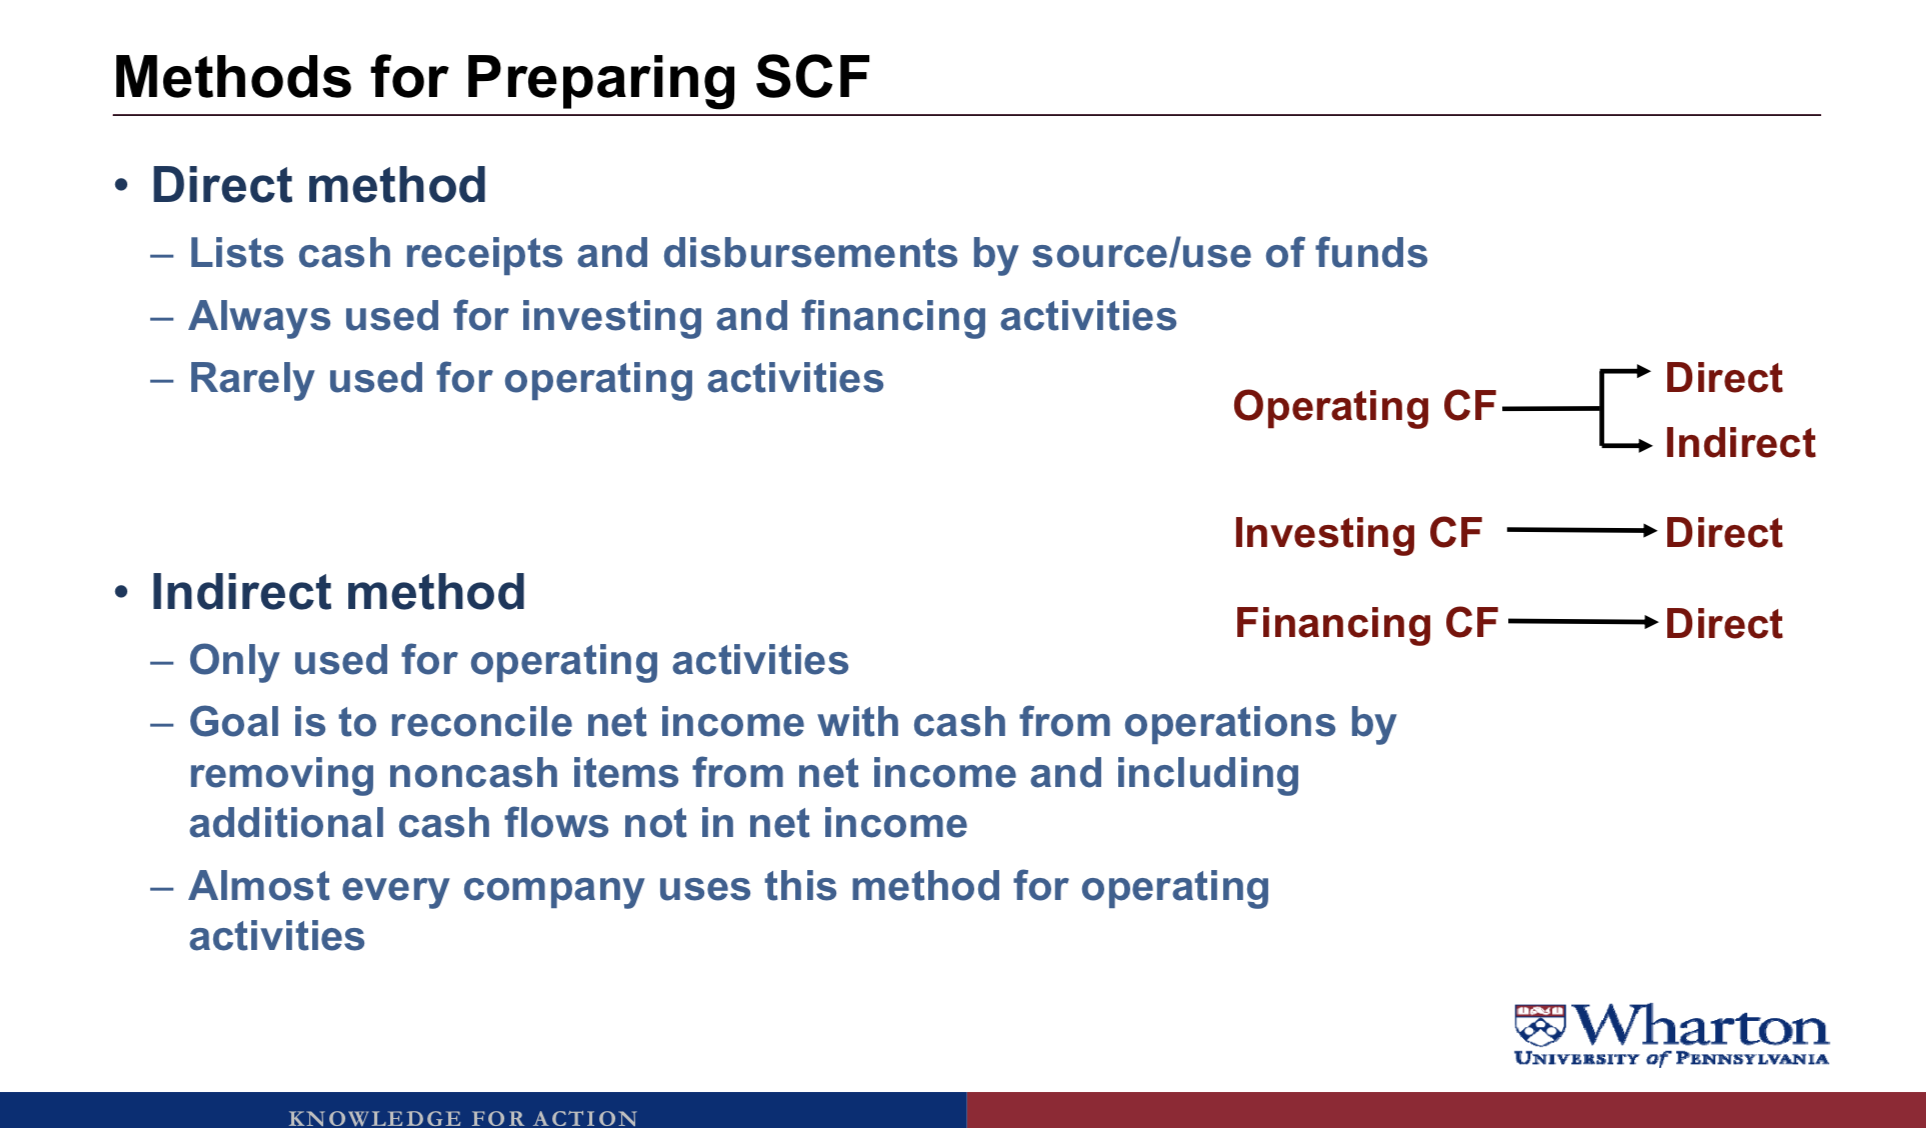 Methods for Preparing SCF
• Direct method
– Lists cash receipts and disbursements by source/use of funds
– Always used for investing and financing activities
– Rarely used for operating activities
Operating CF
Direct
Indirect
Investing CF
Direct
Financing CF
Direct
• Indirect method
– Only used for operating activities
– Goal is to reconcile net income with cash from operations by
removing noncash items from net income and including
additional cash flows not in net income
– Almost every company uses this method for operating
activities
Wharton
UNIVERSITY of PENNSYLVANIA
KNOWLEDGE FOR ACTION